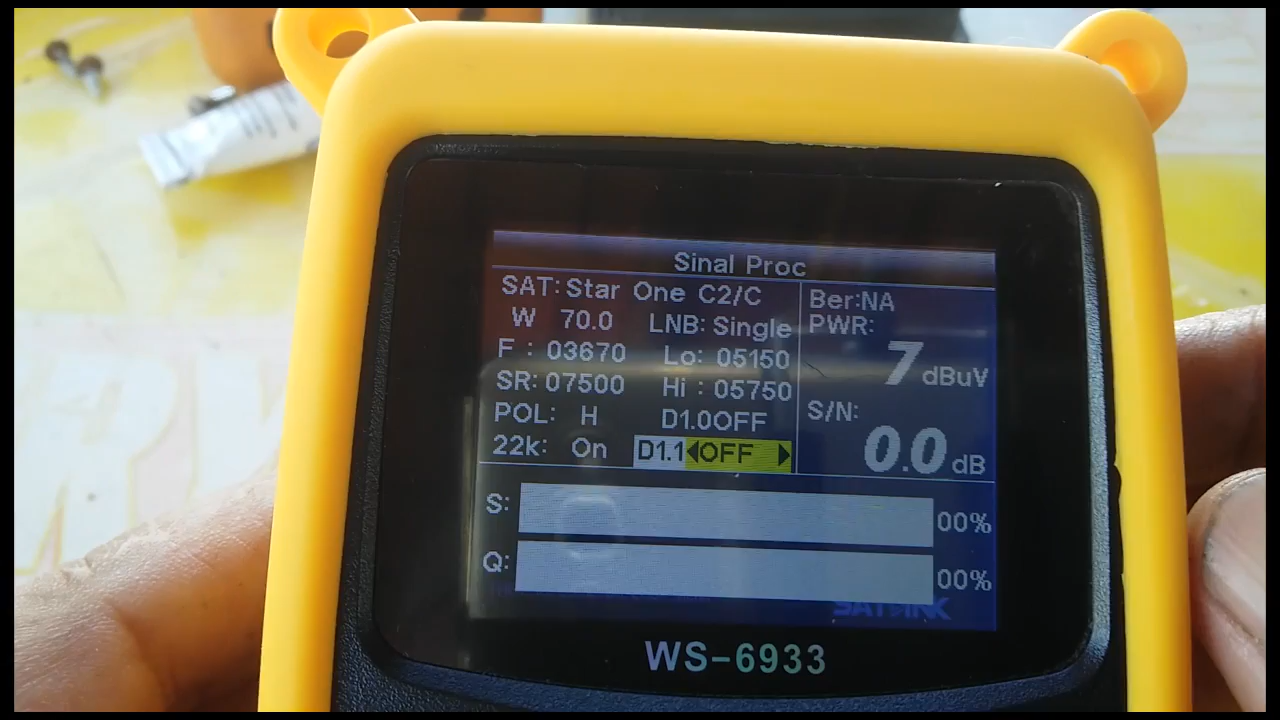 Sinal Proc
SAT: Star One C2/C
W 70.0 LNB: Single
F : 03670 Lo: 05150
SR: 07500 Hi : 05750
POL: H D1.0OFF
22k: On D1.1 OFF
Ber:NA
PWR:
7 dBuV
S/N:
0.0 dB
S: 00%
Q: 00%
SATLINK
WS-6933